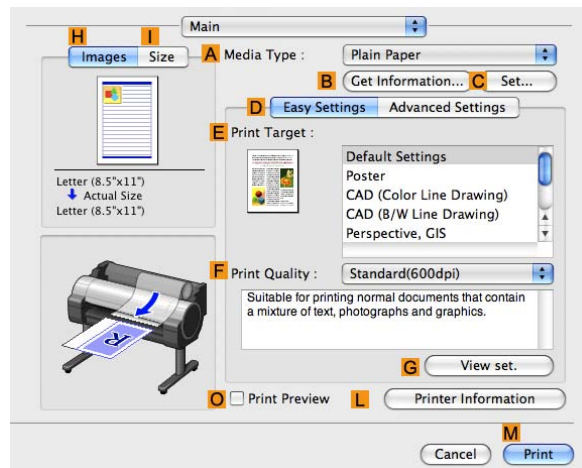 Main
H I
Images Size
A Media Type : Plain Paper
B Get Information... C Set...
D Easy Settings Advanced Settings
E Print Target :
Default Settings
Poster
CAD (Color Line Drawing)
CAD (B/W Line Drawing)
Perspective, GIS
Letter (8.5"x11")
Actual Size
Letter (8.5"x11")
F Print Quality : Standard(600dpi)
Suitable for printing normal documents that contain
a mixture of text, photographs and graphics.
R
G View set.
O Print Preview L Printer Information
M
Cancel Print